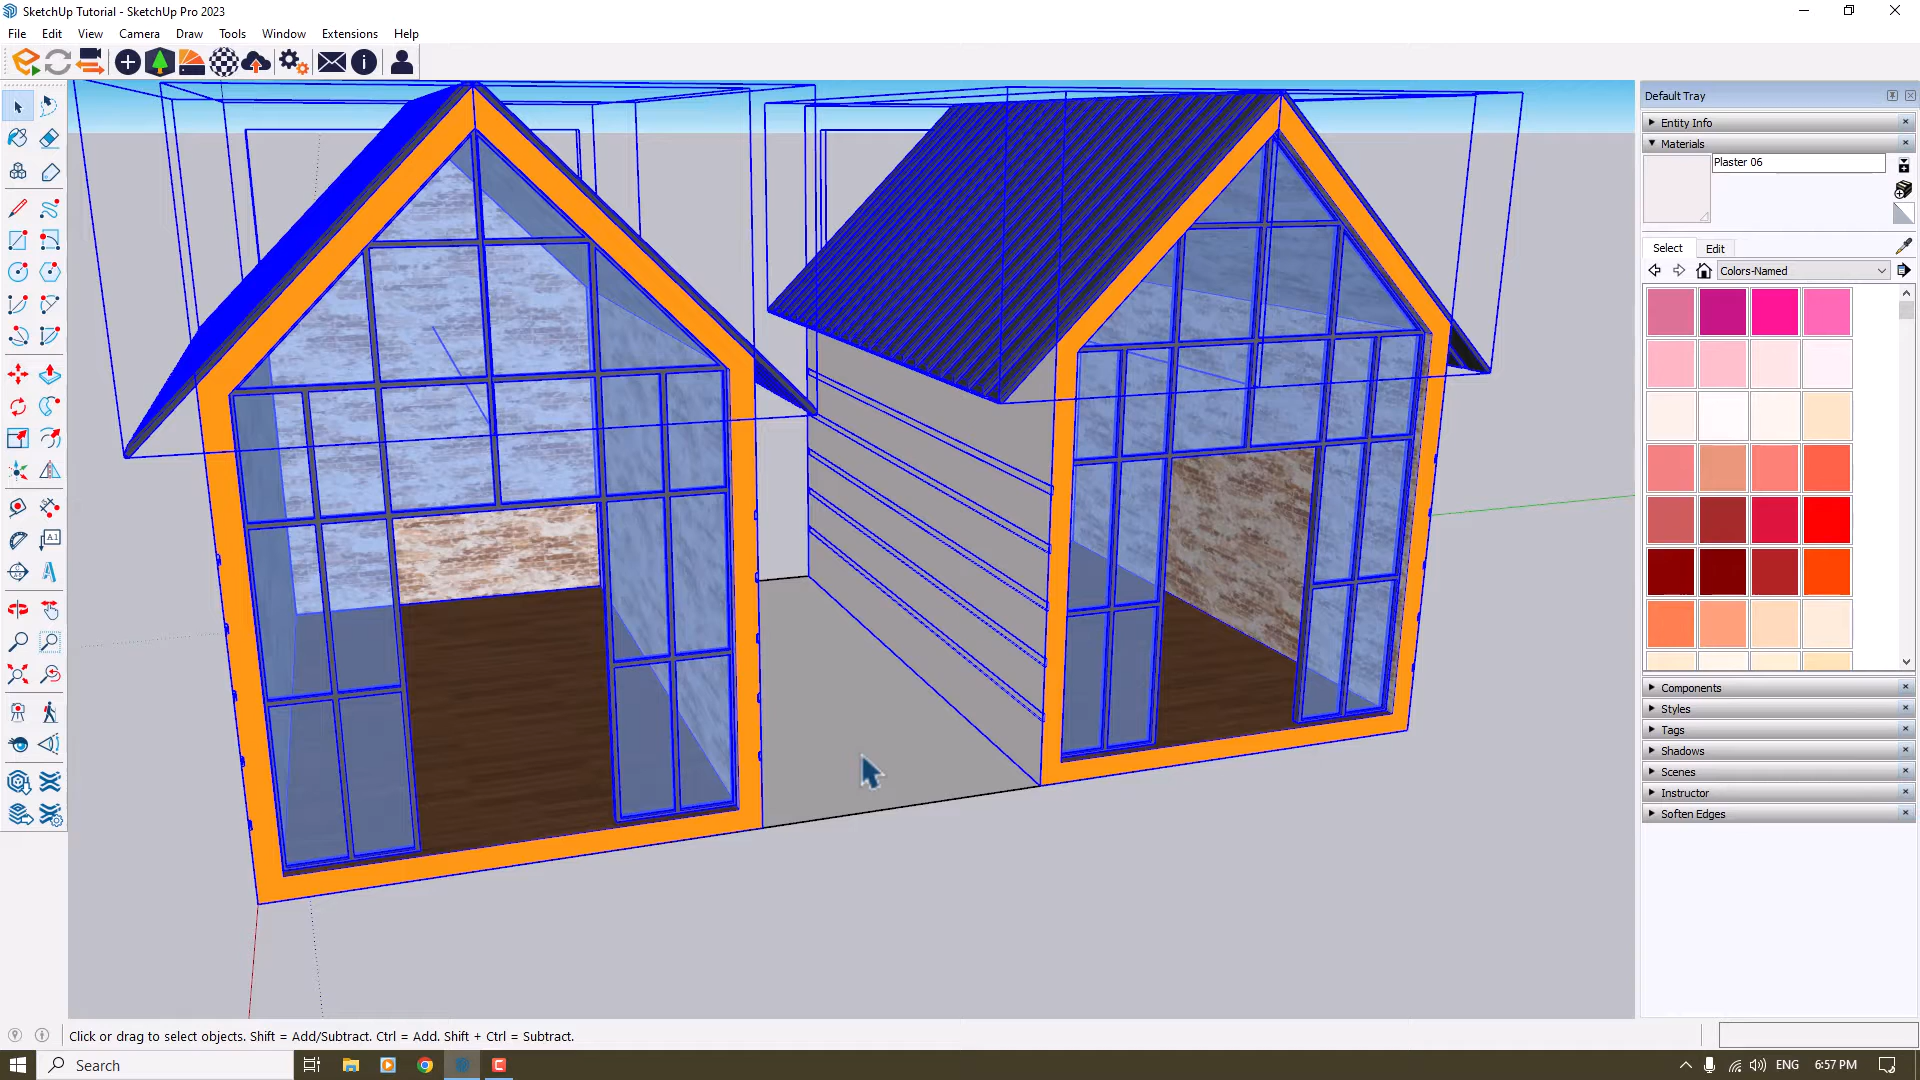 SketchUp Tutorial - SketchUp Pro 2023
File Edit View Camera Draw Tools Window Extensions Help
Default Tray
Entity Info
Materials
Plaster 06
Select Edit
Colors-Named
Components
Styles
Tags
Shadows
Scenes
Instructor
Soften Edges
Click or drag to select objects. Shift = Add/Subtract. Ctrl = Add. Shift + Ctrl = Subtract.
Search
ENG 6:57 PM